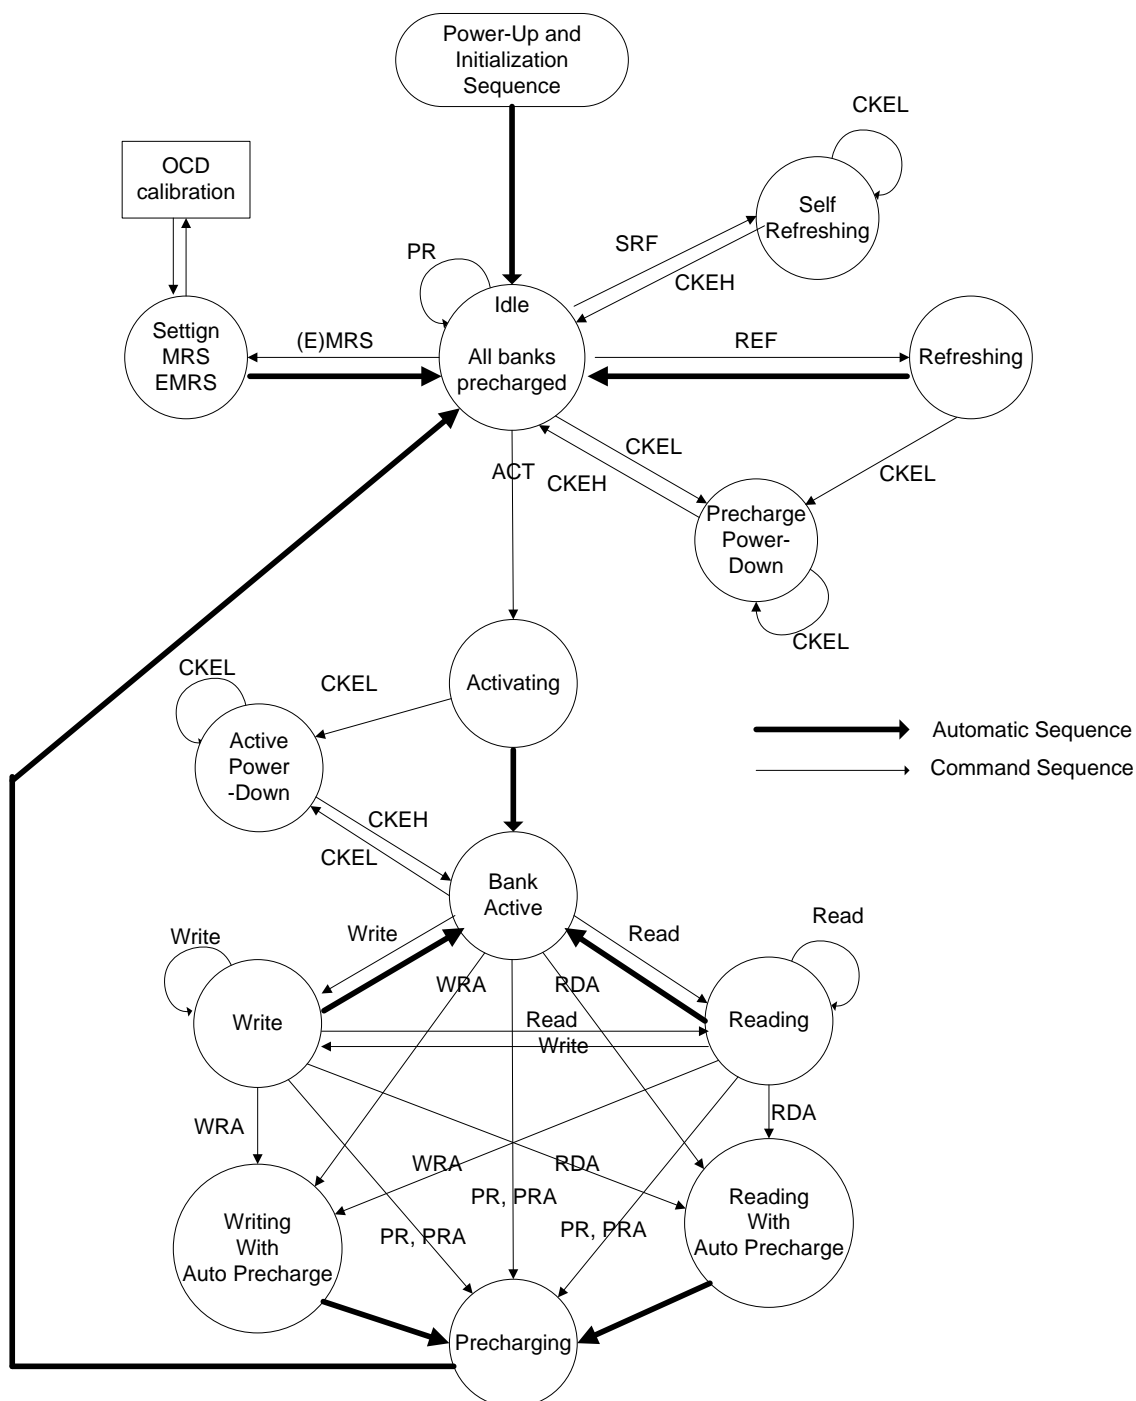 Power-Up and
Initialization
Sequence
CKEL
OCD
calibration
Self
Refreshing
SRF
PR
CKEH
Idle
All banks
precharged
Settign
MRS
EMRS
(E)MRS
REF
Refreshing
CKEL
ACT
CKEH
CKEL
Precharge
Power-
Down
CKEL
CKEL
CKEL
Activating
Active
Power
-Down
Automatic Sequence
Command Sequence
CKEH
CKEL
Bank
Active
Write
Write
Read
Read
WRA
RDA
Write
Read
Write
Reading
WRA
RDA
WRA
RDA
PR, PRA
PR, PRA
PR, PRA
Writing
With
Auto Precharge
Reading
With
Auto Precharge
Precharging